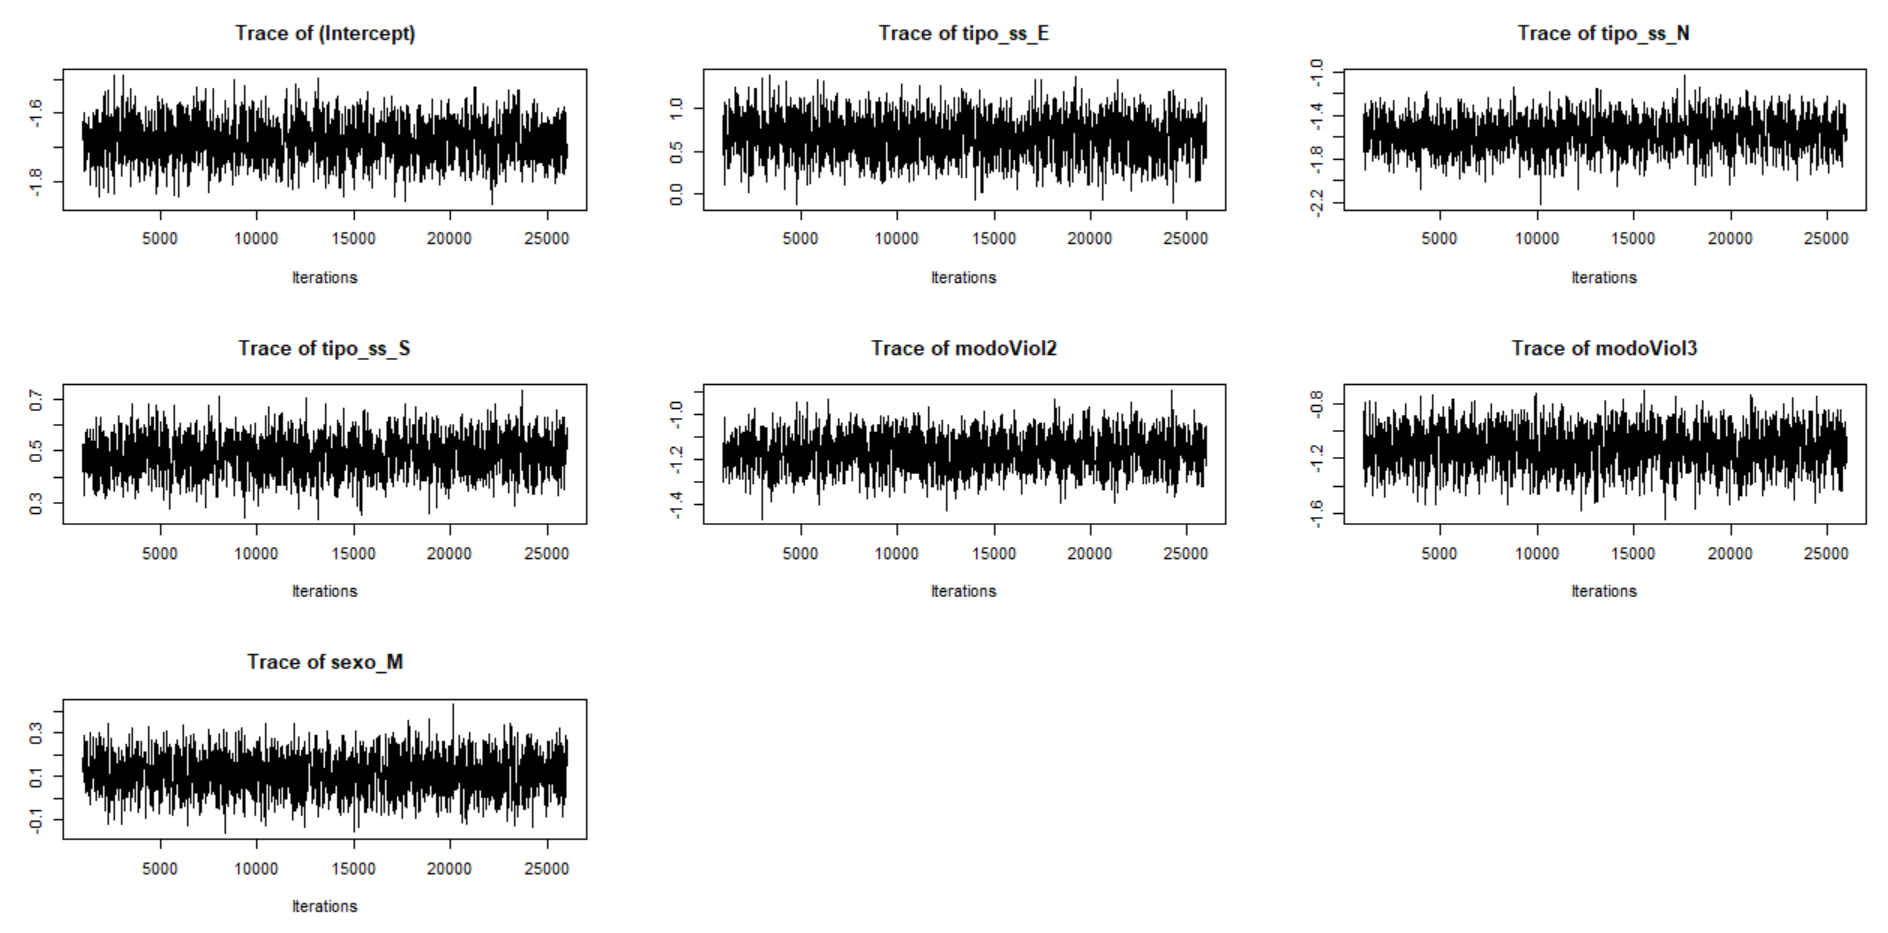 Trace of (Intercept)
-1.6
-1.8
5000 10000 15000 20000 25000
Iterations
Trace of tipo_ss_E
1.0
0.5
0.0
5000 10000 15000 20000 25000
Iterations
Trace of tipo_ss_N
-1.0
-1.4
-1.8
-2.2
5000 10000 15000 20000 25000
Iterations
Trace of tipo_ss_S
0.7
0.5
0.3
5000 10000 15000 20000 25000
Iterations
Trace of modoViol2
-1.0
-1.2
-1.4
5000 10000 15000 20000 25000
Iterations
Trace of modoViol3
-0.8
-1.2
-1.6
5000 10000 15000 20000 25000
Iterations
Trace of sexo_M
0.3
0.1
-0.1
5000 10000 15000 20000 25000
Iterations